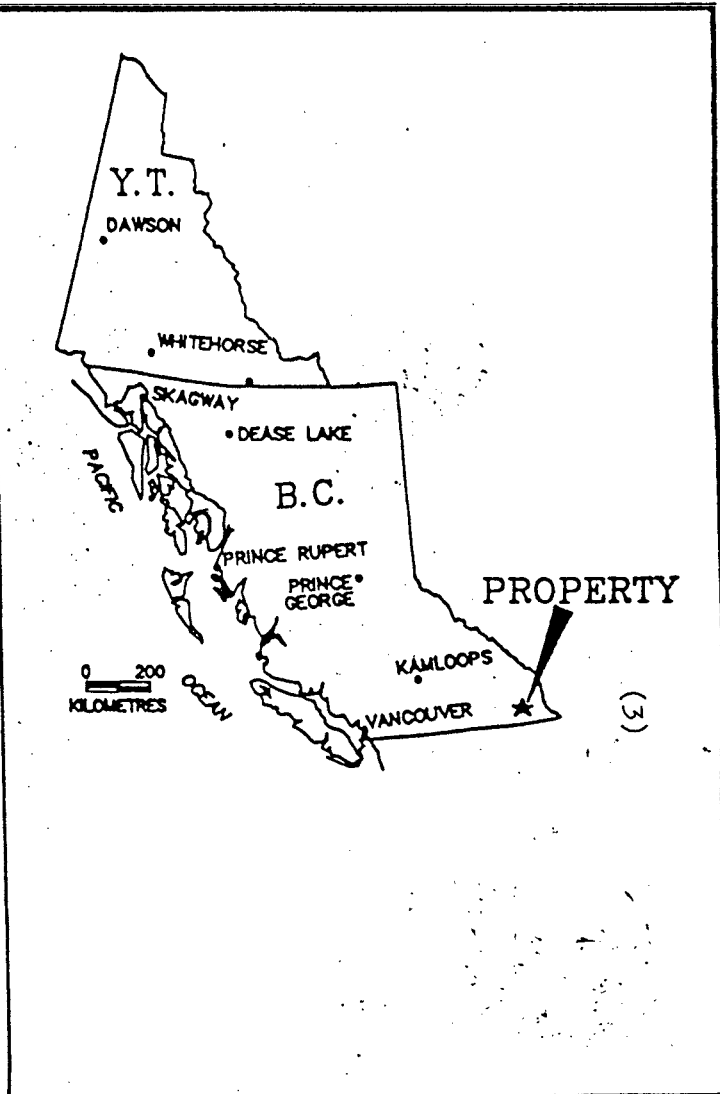 Y.T.
DAWSON
WHITEHORSE
SKAGWAY
DEASE LAKE
PACIFIC
B.C.
PRINCE RUPERT
PRINCE
GEORGE
PROPERTY
KAMLOOPS
0 200
KILOMETRES
OCEAN
VANCOUVER
(3)